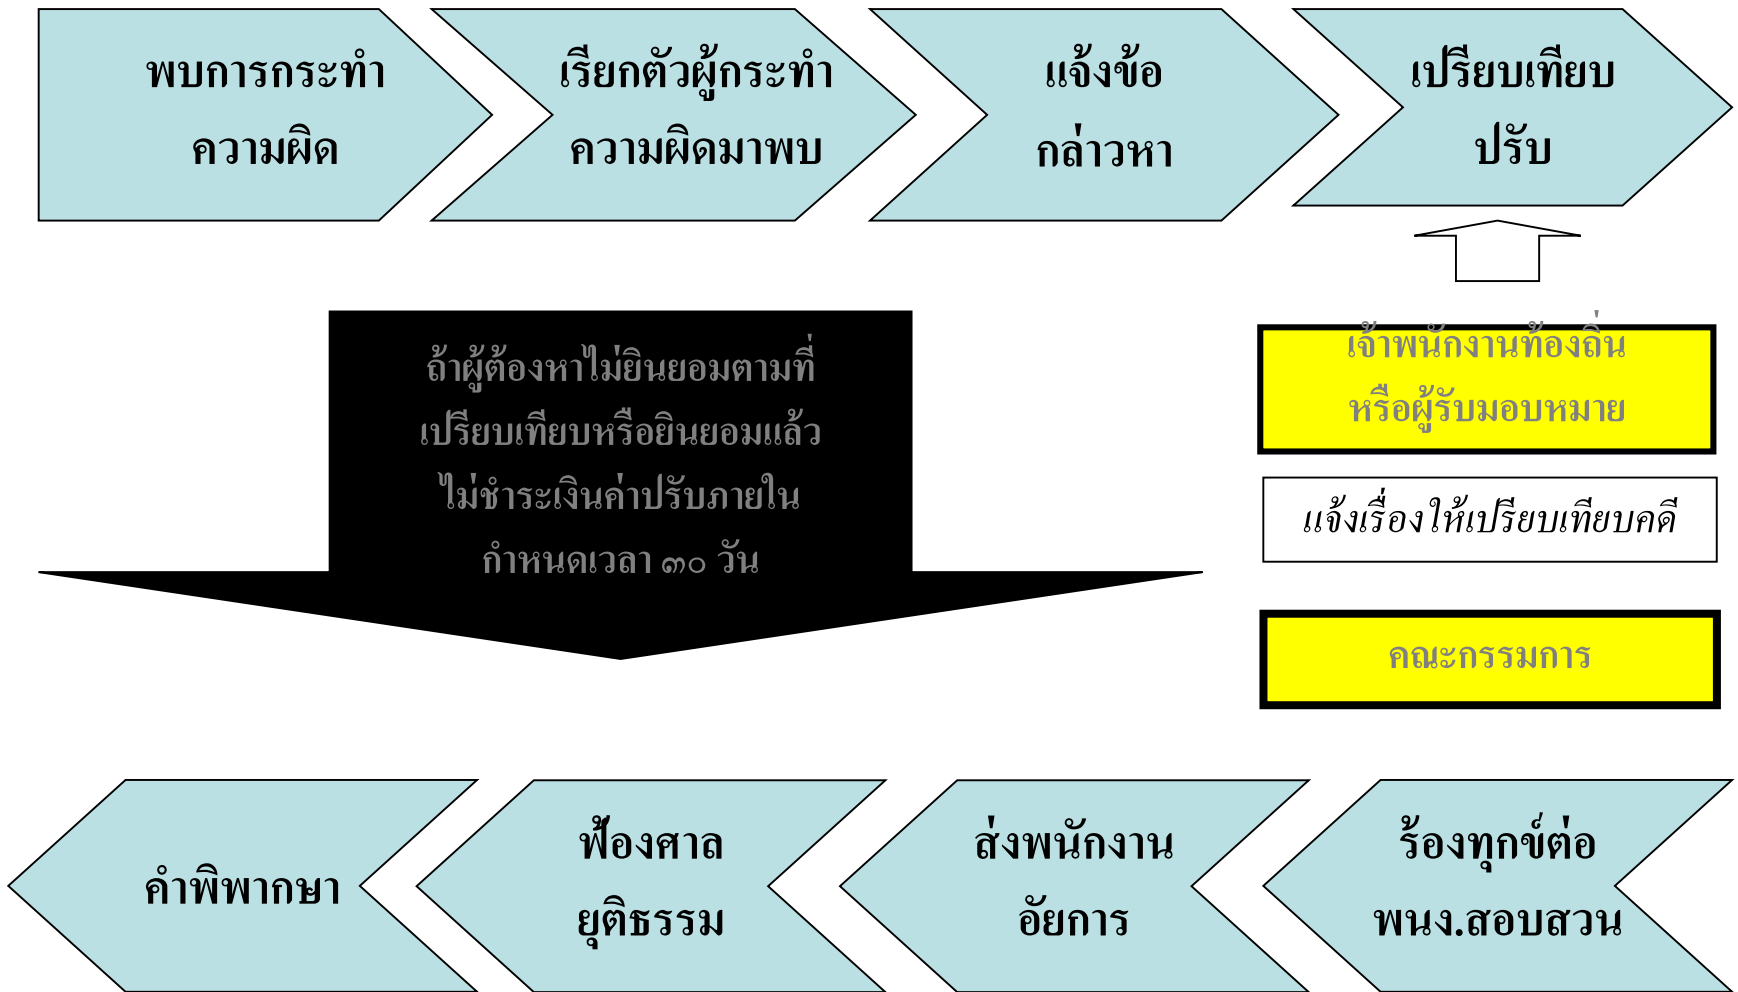 พบการกระทำ
ความผิด
เรียกตัวผู้กระทำ
ความผิดมาพบ
แจ้งข้อ
กล่าวหา
เปรียบเทียบ
ปรับ
ถ้าผู้ต้องหาไม่ยินยอมตามที่
เปรียบเทียบหรือยินยอมแล้ว
ไม่ชำระเงินค่าปรับภายใน
กำหนดเวลา ๓๐ วัน
เจ้าพนักงานท้องถิ่น
หรือผู้รับมอบหมาย
แจ้งเรื่องให้เปรียบเทียบคดี
คณะกรรมการ
ร้องทุกข์ต่อ
พนง.สอบสวน
ส่งพนักงาน
อัยการ
ฟ้องศาล
ยุติธรรม
คำพิพากษา